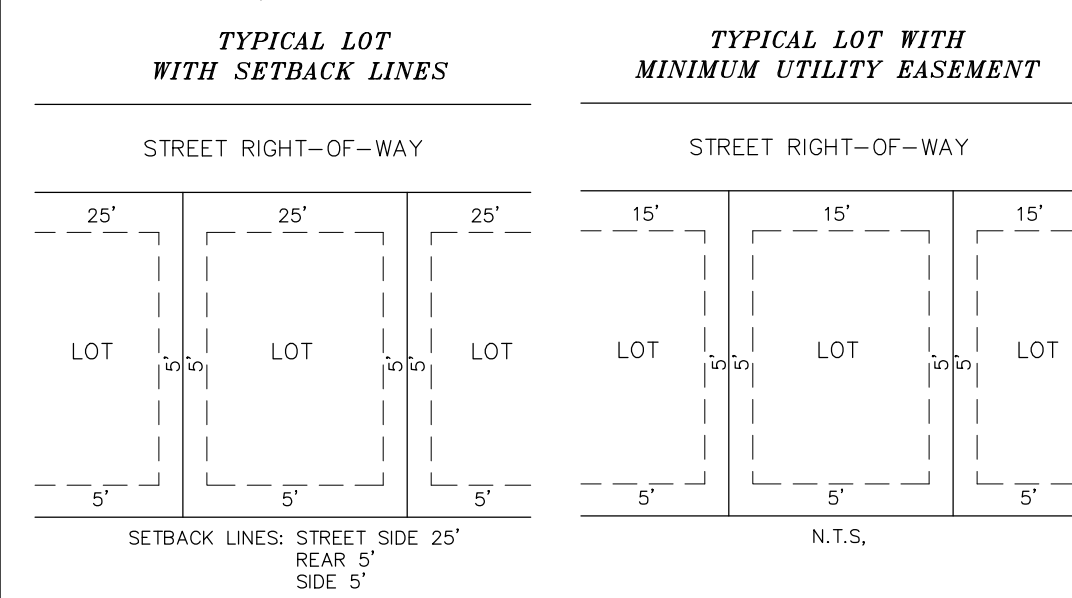 TYPICAL LOT
WITH SETBACK LINES
STREET RIGHT-OF-WAY
25' 25' 25'
LOT LOT LOT
5' 5' 5' 5'
5' 5' 5'
SETBACK LINES: STREET SIDE 25'
REAR 5'
SIDE 5'
TYPICAL LOT WITH
MINIMUM UTILITY EASEMENT
STREET RIGHT-OF-WAY
15' 15' 15'
LOT LOT LOT
5' 5' 5' 5'
5' 5' 5'
N.T.S,